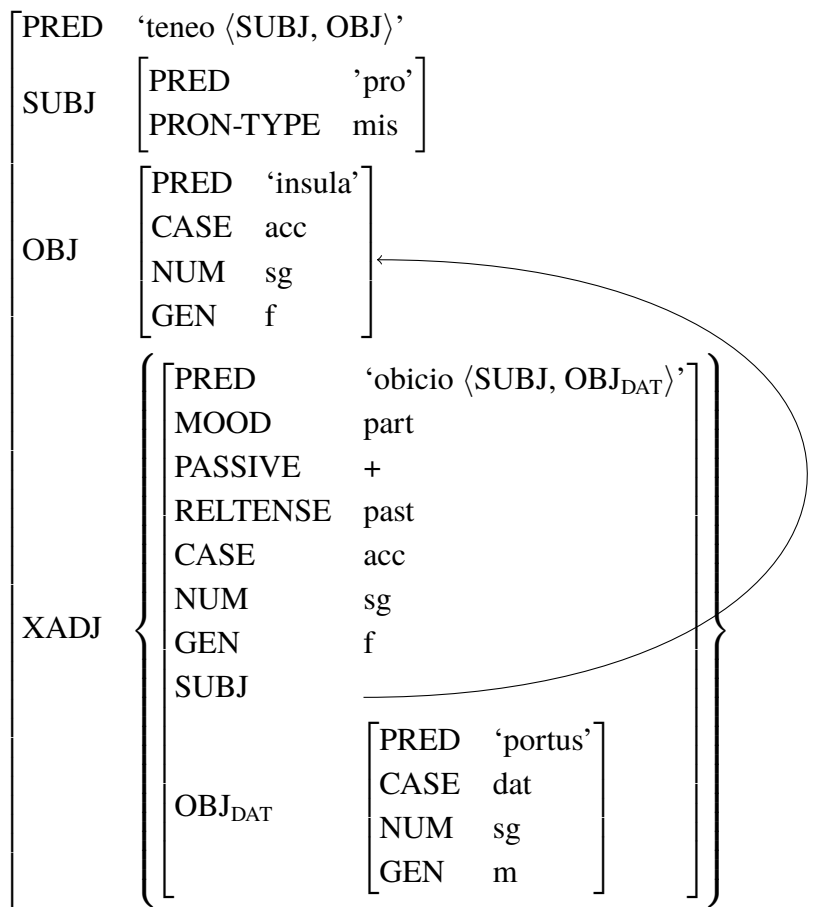 PRED ‘teneo ⟨SUBJ, OBJ⟩’
SUBJ
PRED ’pro’
PRON-TYPE mis
OBJ
PRED ‘insula’
CASE acc
NUM sg
GEN f
XADJ
PRED ‘obicio ⟨SUBJ, OBJDAT⟩’
MOOD part
PASSIVE +
RELTENSE past
CASE acc
NUM sg
GEN f
SUBJ
OBJDAT
PRED ‘portus’
CASE dat
NUM sg
GEN m